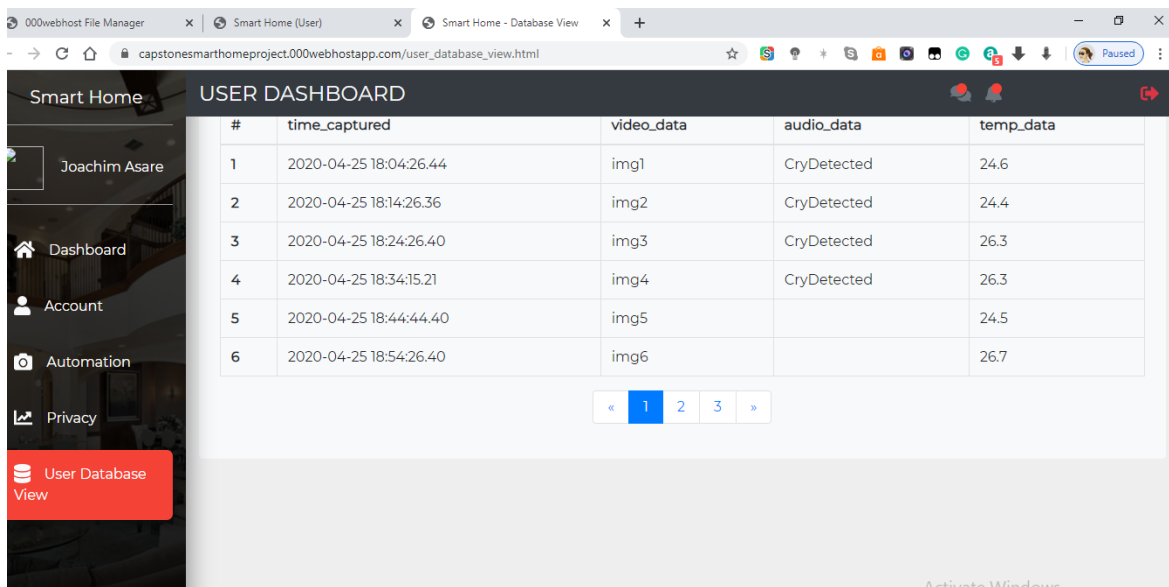 000webhost File Manager
Smart Home (User)
Smart Home - Database View
capstonesmarthomeproject.000webhostapp.com/user_database_view.html
Paused
Smart Home
USER DASHBOARD
Joachim Asare
# time_captured video_data audio_data temp_data
1 2020-04-25 18:04:26.44 img1 CryDetected 24.6
2 2020-04-25 18:14:26.36 img2 CryDetected 24.4
3 2020-04-25 18:24:26.40 img3 CryDetected 26.3
4 2020-04-25 18:34:15.21 img4 CryDetected 26.3
5 2020-04-25 18:44:44.40 img5 24.5
6 2020-04-25 18:54:26.40 img6 26.7
« 1 2 3 »
Dashboard
Account
Automation
Privacy
User Database
View
Activate Windows